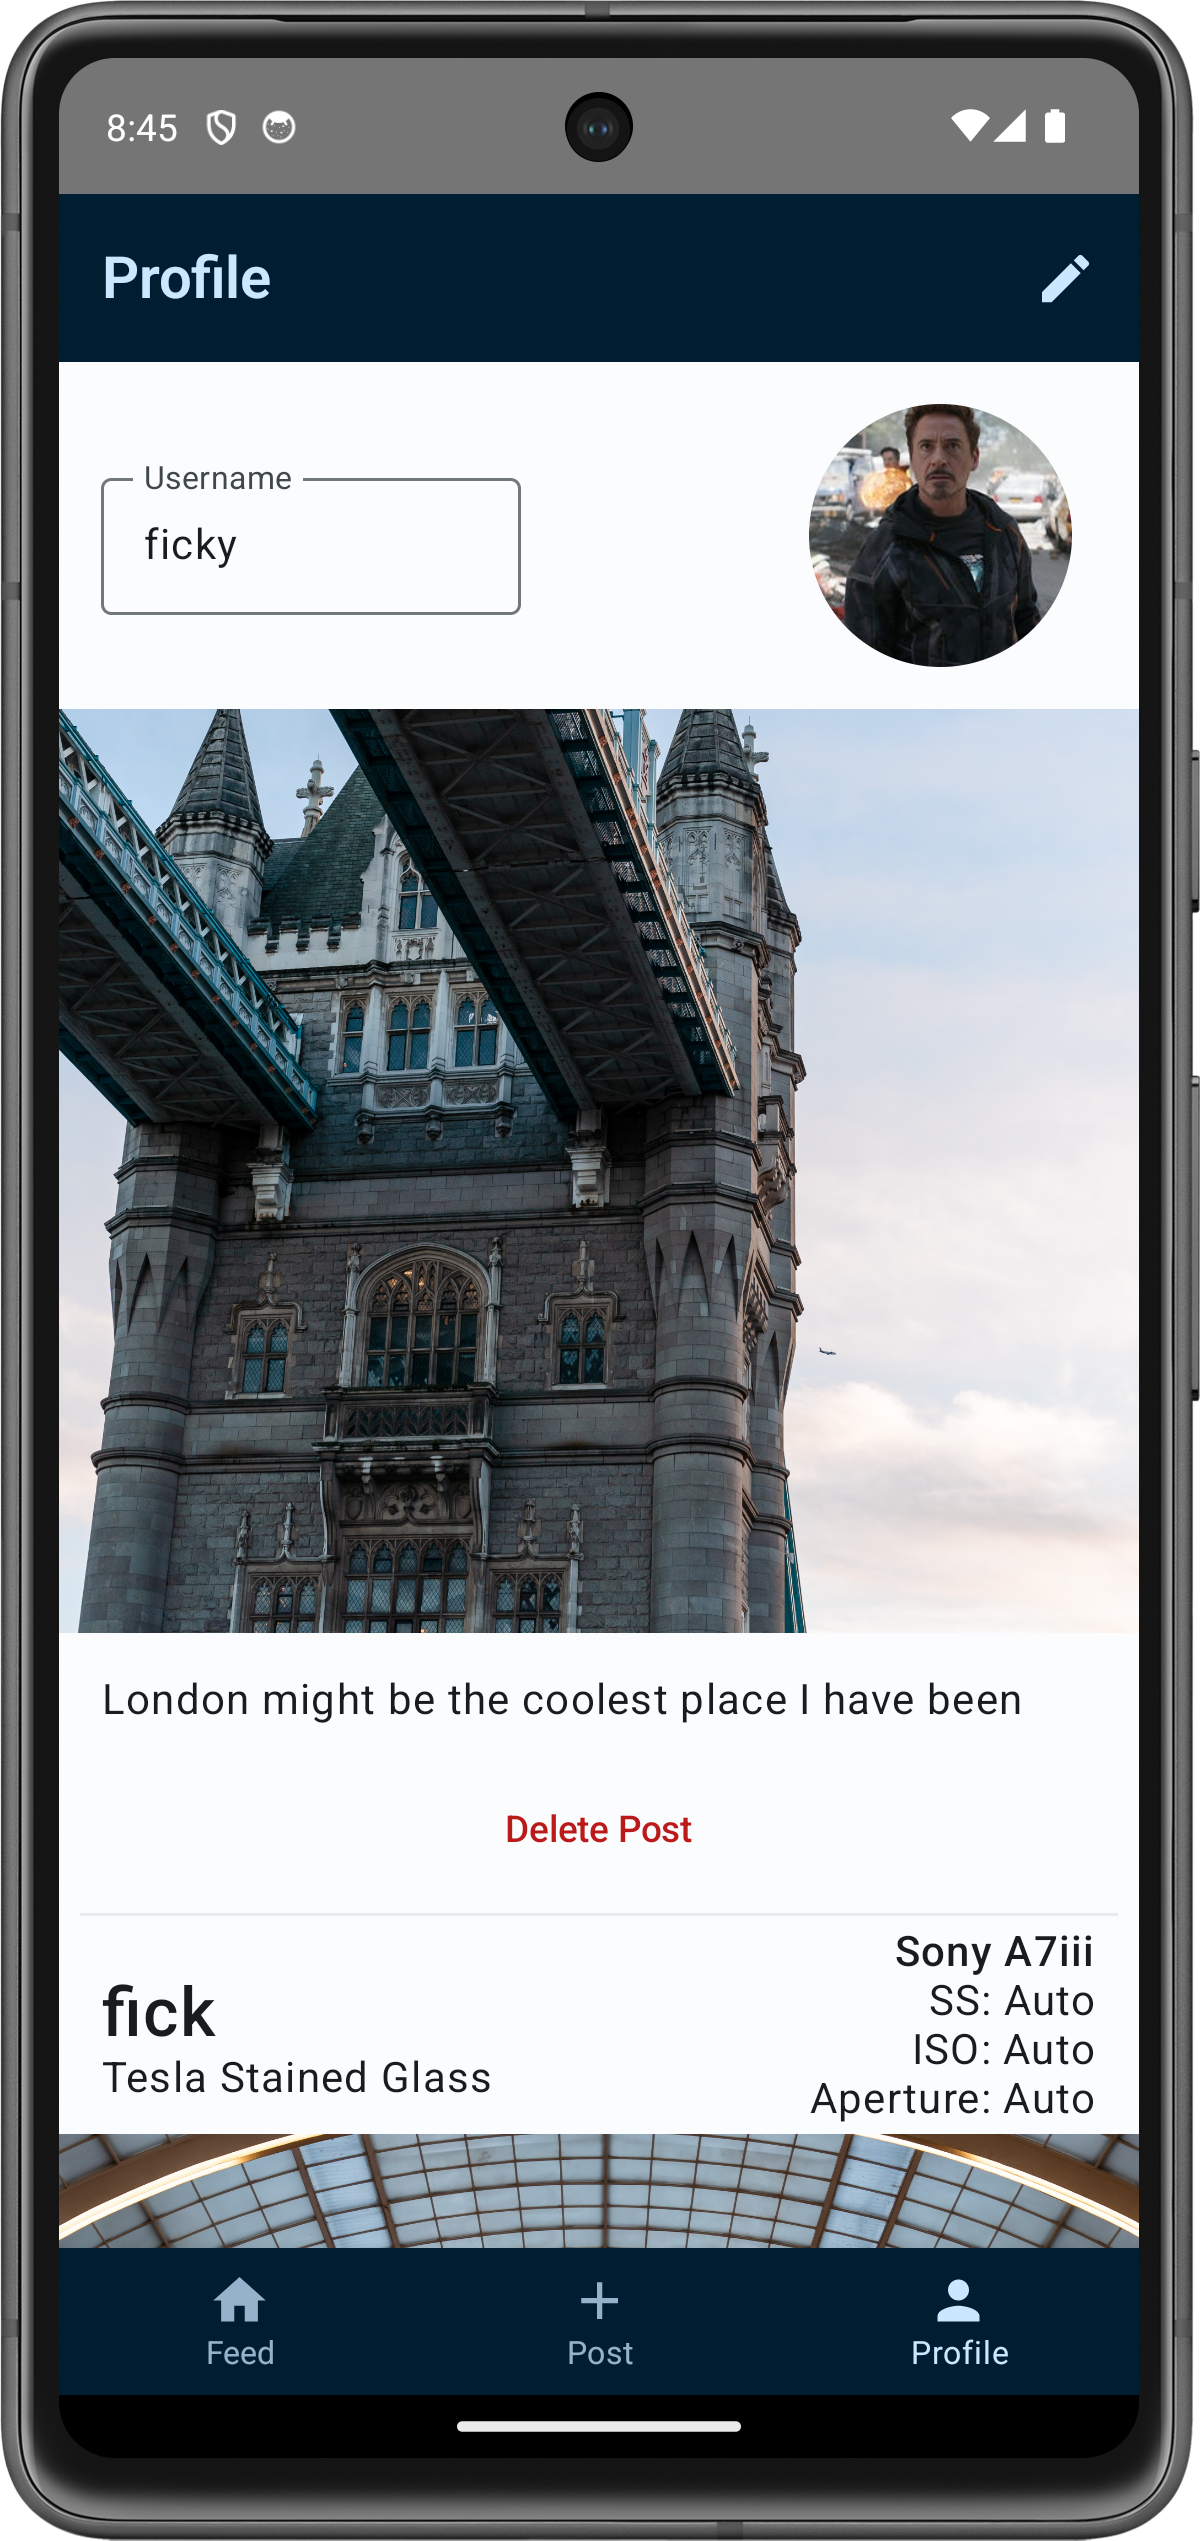 8:45
Profile
Username
ficky
London might be the coolest place I have been
Delete Post
fick
Tesla Stained Glass
Sony A7iii
SS: Auto
ISO: Auto
Aperture: Auto
Feed
Post
Profile